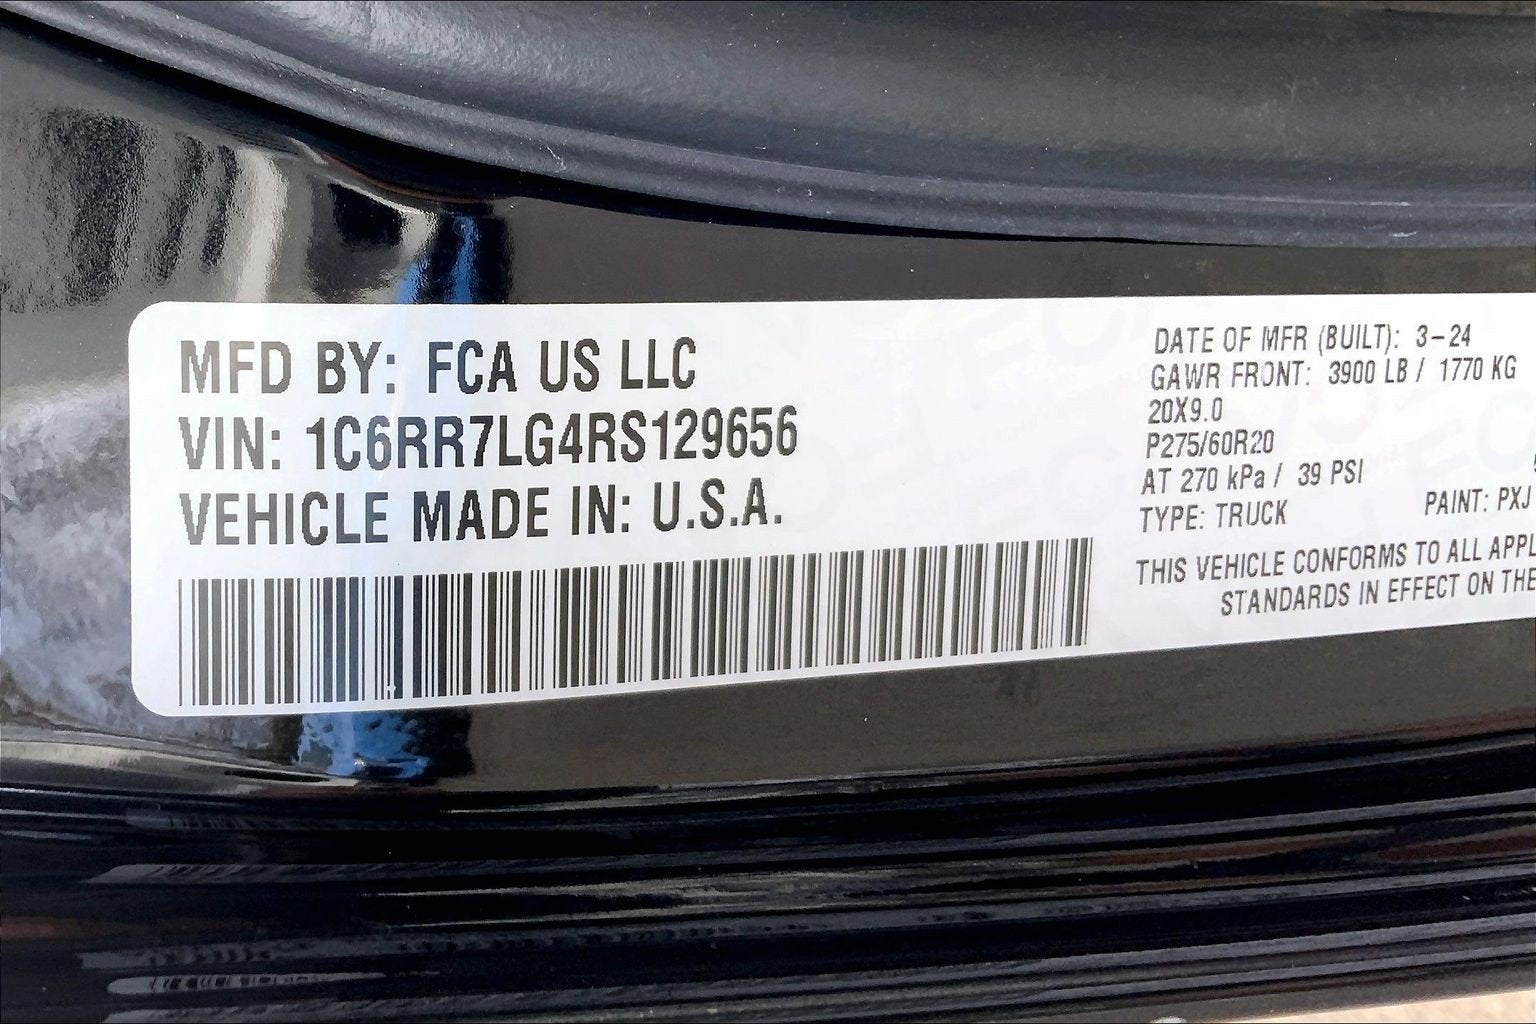 MFD BY: FCA US LLC
VIN: 1C6RR7LG4RS129656
VEHICLE MADE IN: U.S.A.
DATE OF MFR (BUILT): 3-24
GAWR FRONT: 3900 LB / 1770 KG
20X9.0
P275/60R20
AT 270 kPa / 39 PSI
TYPE: TRUCK PAINT: PXJ
THIS VEHICLE CONFORMS TO ALL APPL
STANDARDS IN EFFECT ON THE